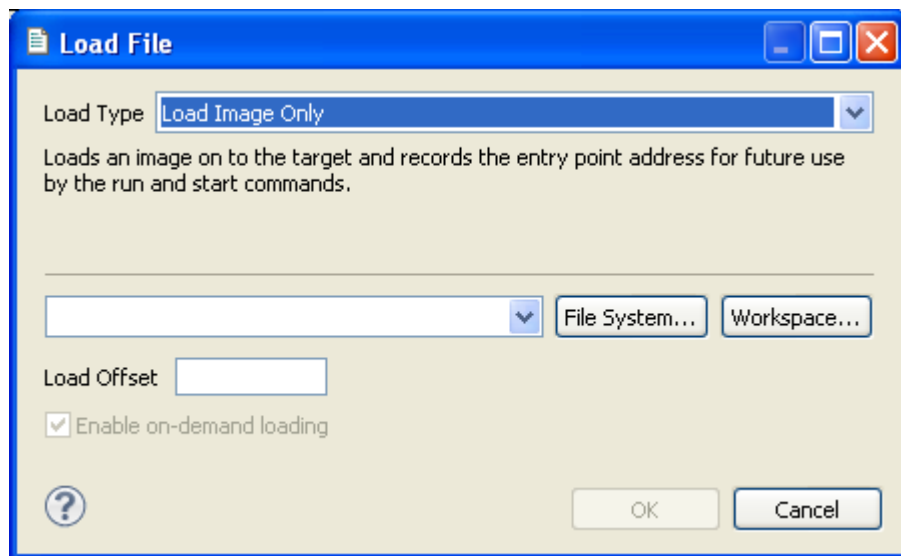 Load File
Load Type Load Image Only
Loads an image on to the target and records the entry point address for future use
by the run and start commands.
File System... Workspace...
Load Offset
Enable on-demand loading
? OK Cancel